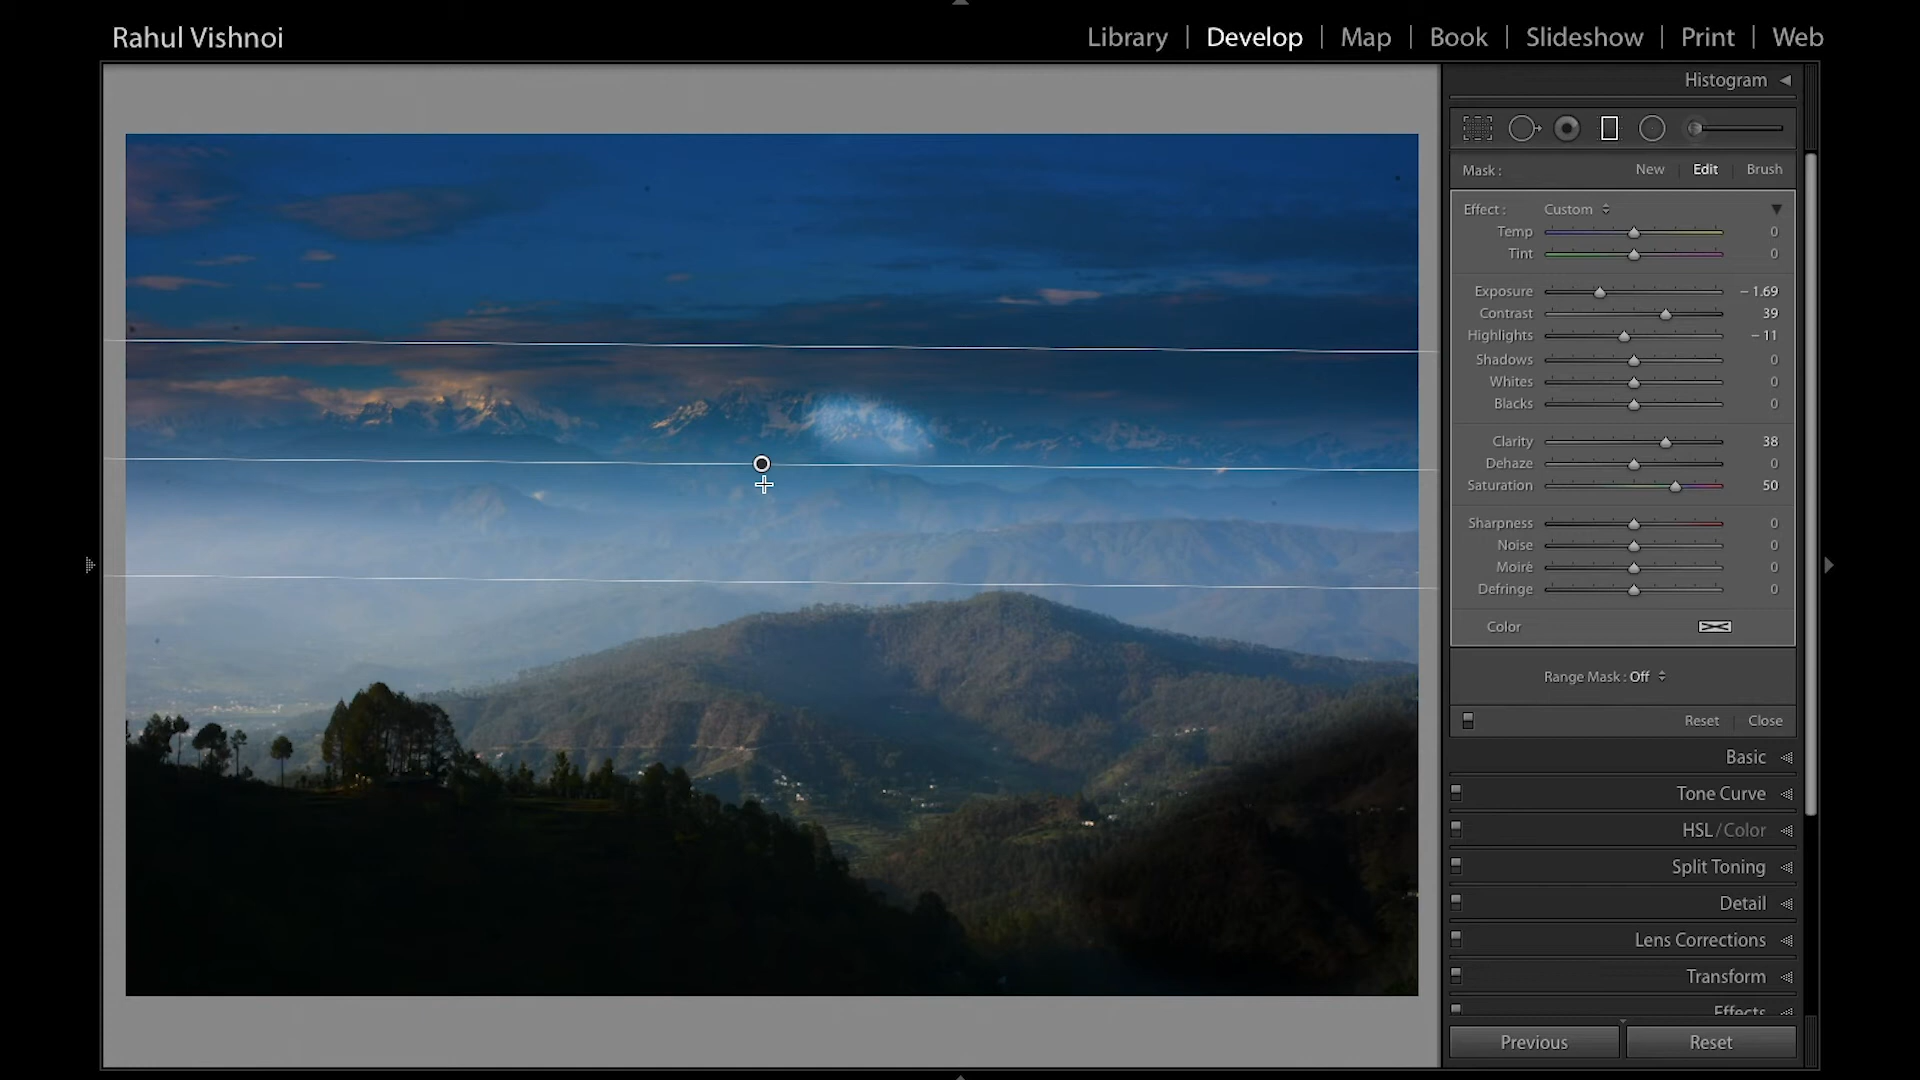 Rahul Vishnoi
Library | Develop | Map | Book | Slideshow | Print | Web
Histogram
Mask : New | Edit | Brush
Effect : Custom
Temp 0
Tint 0
Exposure – 1.69
Contrast 39
Highlights – 11
Shadows 0
Whites 0
Blacks 0
Clarity 38
Dehaze 0
Saturation 50
Sharpness 0
Noise 0
Moiré 0
Defringe 0
Color
Range Mask : Off
Reset Close
Basic
Tone Curve
HSL / Color
Split Toning
Detail
Lens Corrections
Transform
Effects
Previous Reset